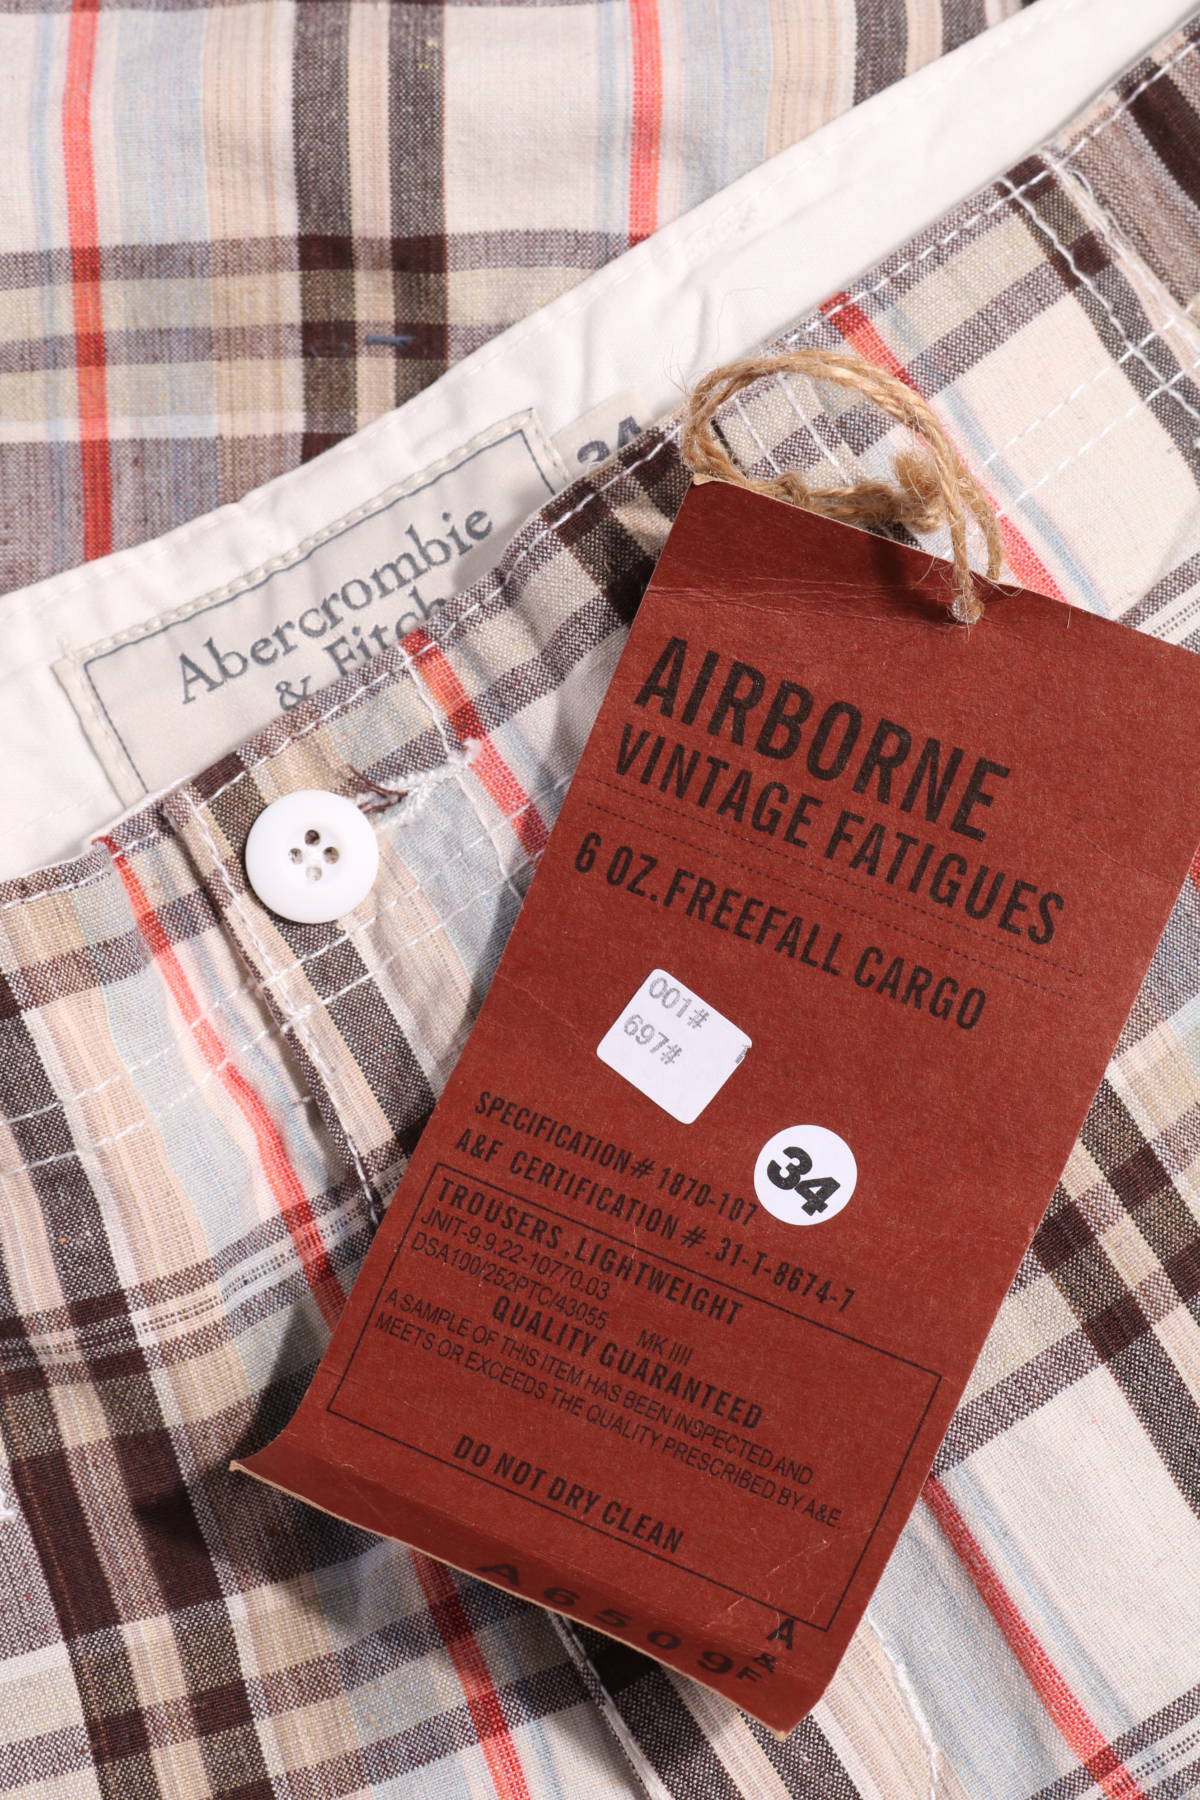 34
Abercrombie
& Fitch
AIRBORNE
VINTAGE FATIGUES
6 OZ.FREEFALL CARGO
001#
697#
34
SPECIFICATION# 1870-107
A&F CERTIFICATION #.31-T-8674-7
TROUSERS, LIGHTWEIGHT
JNIT-9.9.22-10770.03
DSA100/252PTC/43055 MK IIII
QUALITY GUARANTEED
A SAMPLE OF THIS ITEM HAS BEEN INSPECTED AND
MEETS OR EXCEEDS THE QUALITY PRESCRIBED BY A&E.
DO NOT DRY CLEAN
A65099
A
&
F